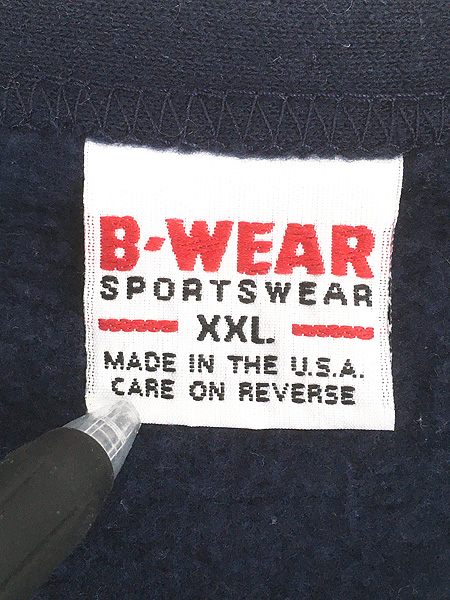 B-WEAR
SPORTSWEAR
XXL
MADE IN THE U.S.A.
CARE ON REVERSE